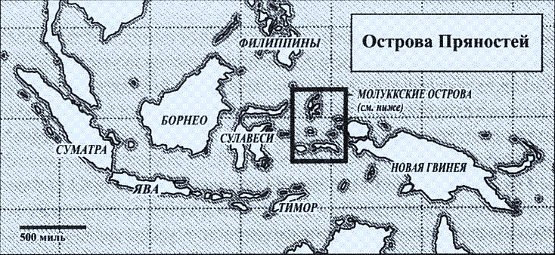 ФИЛИППИНЫ
Острова Пряностей
МОЛУККСКИЕ ОСТРОВА
(см. ниже)
БОРНЕО
СУЛАВЕСИ
СУМАТРА
НОВАЯ ГВИНЕЯ
ЯВА
ТИМОР
500 миль